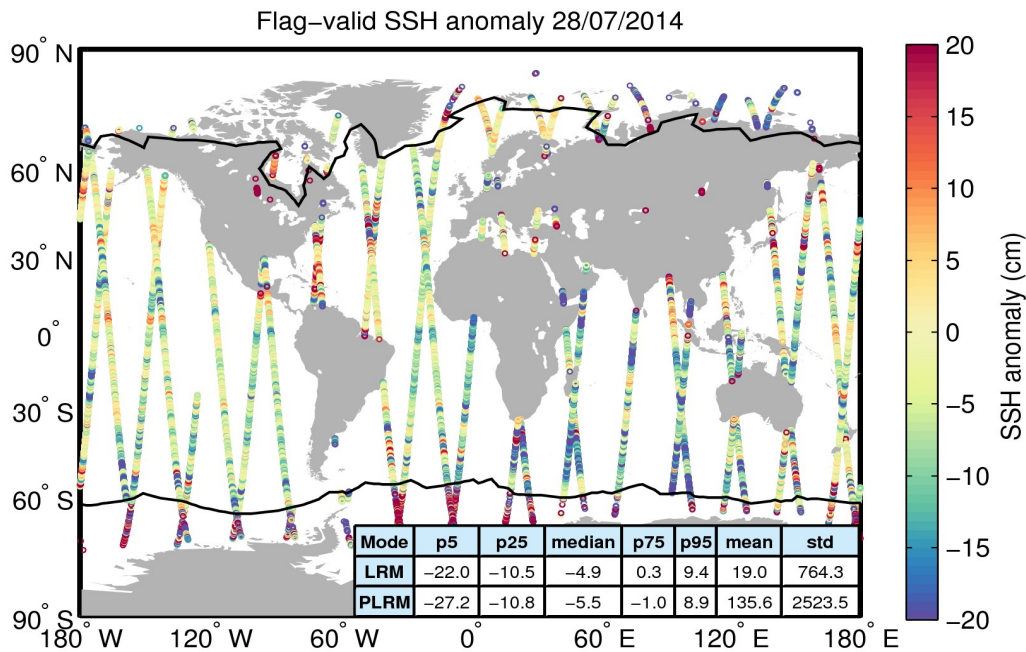 Flag−valid SSH anomaly 28/07/2014
90° N
60° N
30° N
0°
30° S
60° S
90° S
180° W
120° W
60° W
0°
60° E
120° E
180° E
20
15
10
5
0
−5
−10
−15
−20
SSH anomaly (cm)
Mode p5 p25 median p75 p95 mean std
LRM −22.0 −10.5 −4.9 0.3 9.4 19.0 764.3
PLRM −27.2 −10.8 −5.5 −1.0 8.9 135.6 2523.5